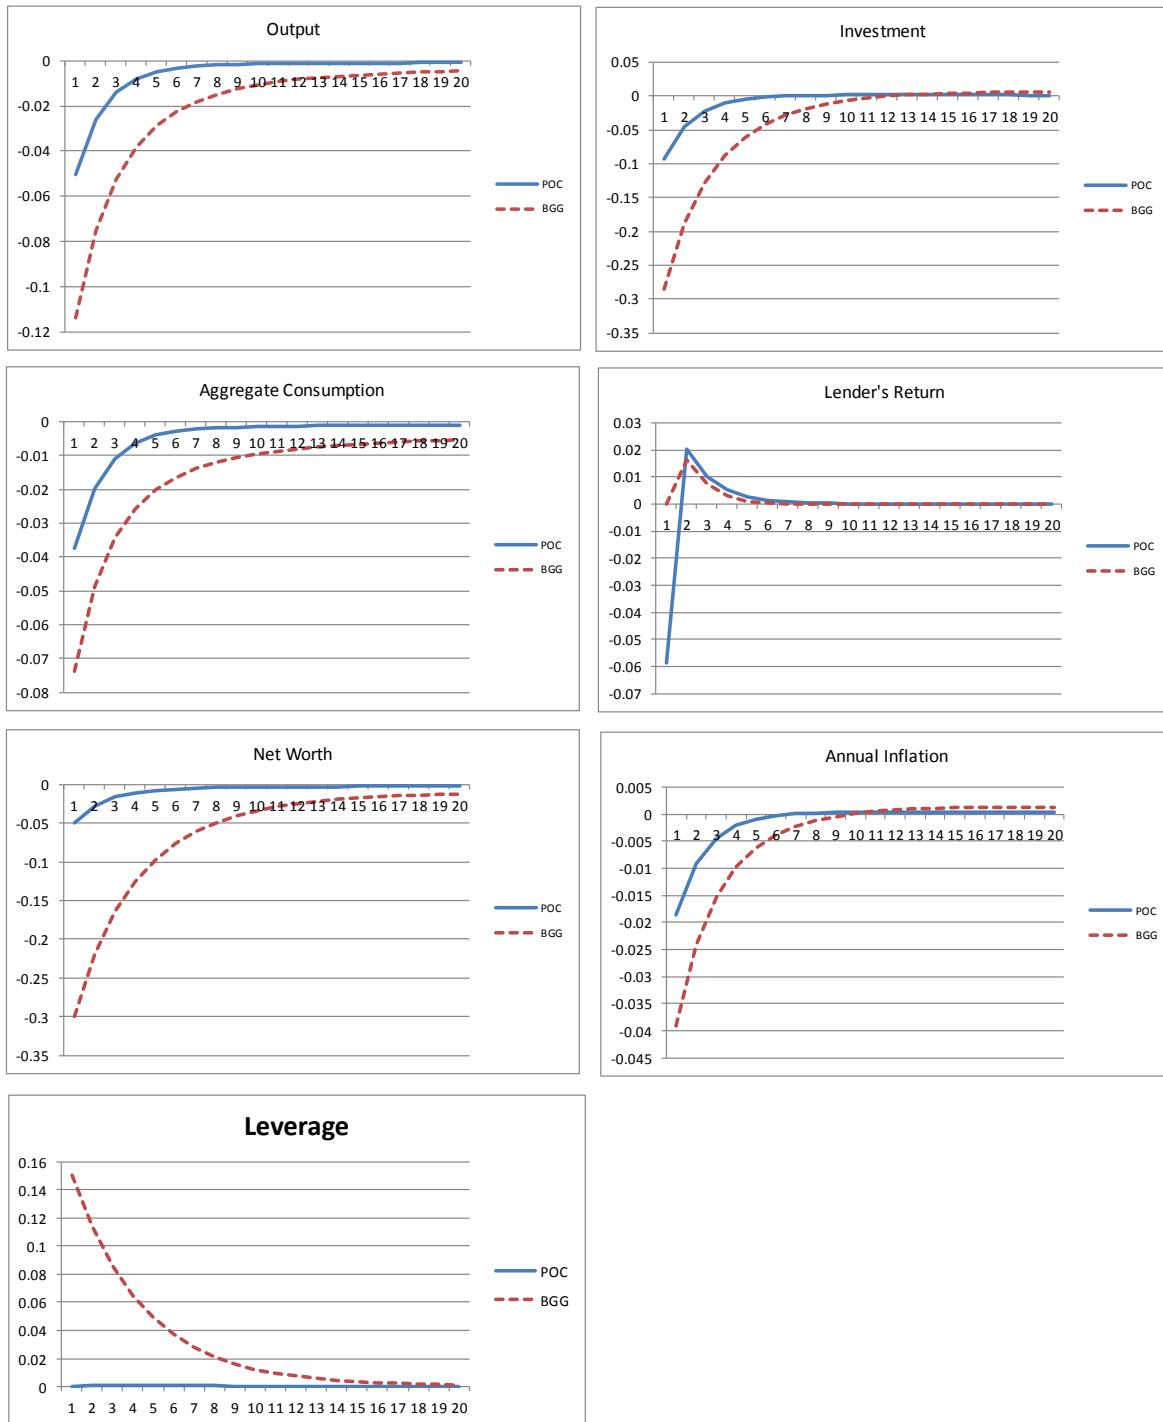 Output
0
-0.02
-0.04
-0.06
-0.08
-0.1
-0.12
1 2 3 4 5 6 7 8 9 10 11 12 13 14 15 16 17 18 19 20
POC
BGG
Investment
0.05
0
-0.05
-0.1
-0.15
-0.2
-0.25
-0.3
-0.35
1 2 3 4 5 6 7 8 9 10 11 12 13 14 15 16 17 18 19 20
POC
BGG
Aggregate Consumption
0
-0.01
-0.02
-0.03
-0.04
-0.05
-0.06
-0.07
-0.08
1 2 3 4 5 6 7 8 9 10 11 12 13 14 15 16 17 18 19 20
POC
BGG
Lender's Return
0.03
0.02
0.01
0
-0.01
-0.02
-0.03
-0.04
-0.05
-0.06
-0.07
1 2 3 4 5 6 7 8 9 10 11 12 13 14 15 16 17 18 19 20
POC
BGG
Net Worth
0
-0.05
-0.1
-0.15
-0.2
-0.25
-0.3
-0.35
1 2 3 4 5 6 7 8 9 10 11 12 13 14 15 16 17 18 19 20
POC
BGG
Annual Inflation
0.005
0
-0.005
-0.01
-0.015
-0.02
-0.025
-0.03
-0.035
-0.04
-0.045
1 2 3 4 5 6 7 8 9 10 11 12 13 14 15 16 17 18 19 20
POC
BGG
Leverage
0.16
0.14
0.12
0.1
0.08
0.06
0.04
0.02
0
1 2 3 4 5 6 7 8 9 10 11 12 13 14 15 16 17 18 19 20
POC
BGG